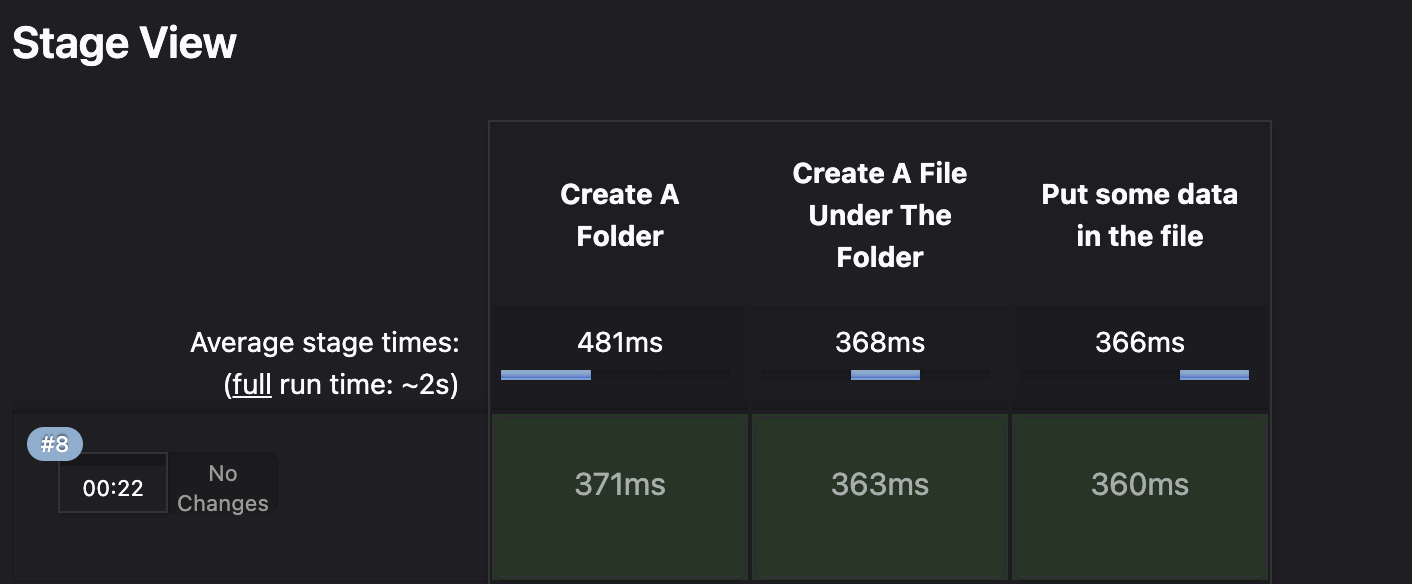 Stage View
Create A
Folder
Create A File
Under The
Folder
Put some data
in the file
Average stage times:
(full run time: ~2s)
481ms
368ms
366ms
#8
00:22
No
Changes
371ms
363ms
360ms